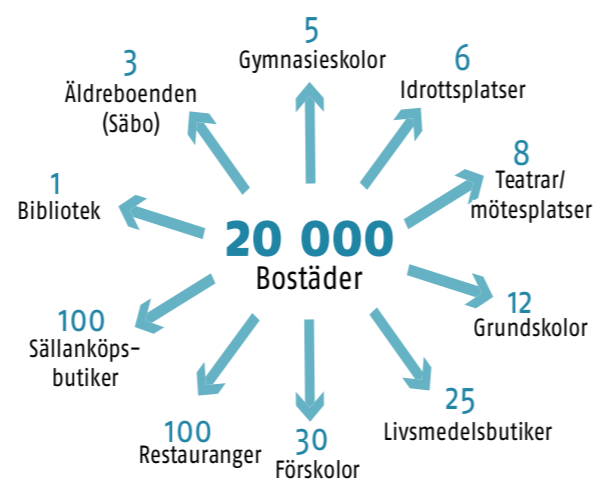 20 000
Bostäder
5
Gymnasieskolor
6
Idrottsplatser
8
Teatrar/
mötesplatser
12
Grundskolor
25
Livsmedelsbutiker
30
Förskolor
100
Restauranger
100
Sällanköps-
butiker
1
Bibliotek
3
Äldreboenden
(Säbo)